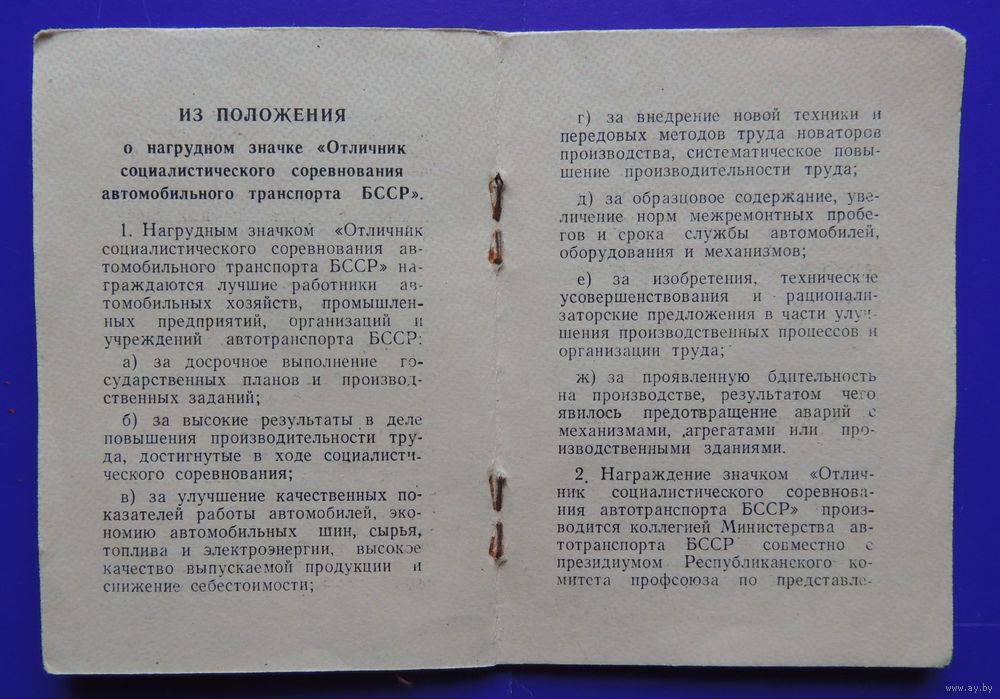 ИЗ ПОЛОЖЕНИЯ
о нагрудном значке «Отличник
социалистического соревнования
автомобильного транспорта БССР».
1. Нагрудным значком «Отличник
социалистического соревнования ав-
томобильного транспорта БССР» на-
граждаются лучшие работники ав-
томобильных хозяйств, промышлен-
ных предприятий, организаций и
учреждений автотранспорта БССР:
а) за досрочное выполнение го-
сударственных планов и производ-
ственных заданий;
б) за высокие результаты в деле
повышения производительности тру-
да, достигнутые в ходе социалисти-
ческого соревнования;
в) за улучшение качественных по-
казателей работы автомобилей, эко-
номию автомобильных шин, сырья,
топлива и электроэнергии, высокое
качество выпускаемой продукции и
снижение себестоимости;
г) за внедрение новой техники и
передовых методов труда новаторов
производства, систематическое повы-
шение производительности труда;
д) за образцовое содержание, уве-
личение норм межремонтных пробе-
гов и срока службы автомобилей,
оборудования и механизмов;
е) за изобретения, технические
усовершенствования и рационали-
заторские предложения в части улуч-
шения производственных процессов и
организации труда;
ж) за проявленную бдительность
на производстве, результатом чего
явилось предотвращение аварий с
механизмами, агрегатами или про-
изводственными зданиями.
2. Награждение значком «Отлич-
ник социалистического соревнова-
ния автотранспорта БССР» произ-
водится коллегией Министерства ав-
тотранспорта БССР совместно с
президиумом Республиканского ко-
митета профсоюза по представле-
www.ay.by